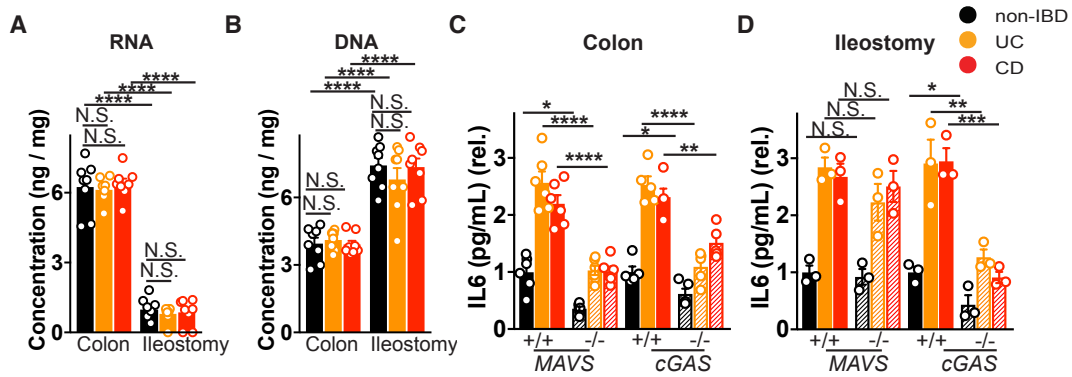 A
RNA
Concentration (ng / mg)
6
3
0
****
****
****
N.S.
N.S.
N.S.
N.S.
Colon
Ileostomy
B
DNA
Concentration (ng / mg)
6
3
0
****
****
****
N.S.
N.S.
N.S.
N.S.
Colon
Ileostomy
C
Colon
IL6 (pg/mL) (rel.)
3
2
1
0
*
****
****
****
*
**
+/+
-/-
+/+
-/-
MAVS
cGAS
D
Ileostomy
IL6 (pg/mL) (rel.)
3
2
1
0
N.S.
N.S.
N.S.
*
**
***
+/+
-/-
+/+
-/-
MAVS
cGAS
non-IBD
UC
CD